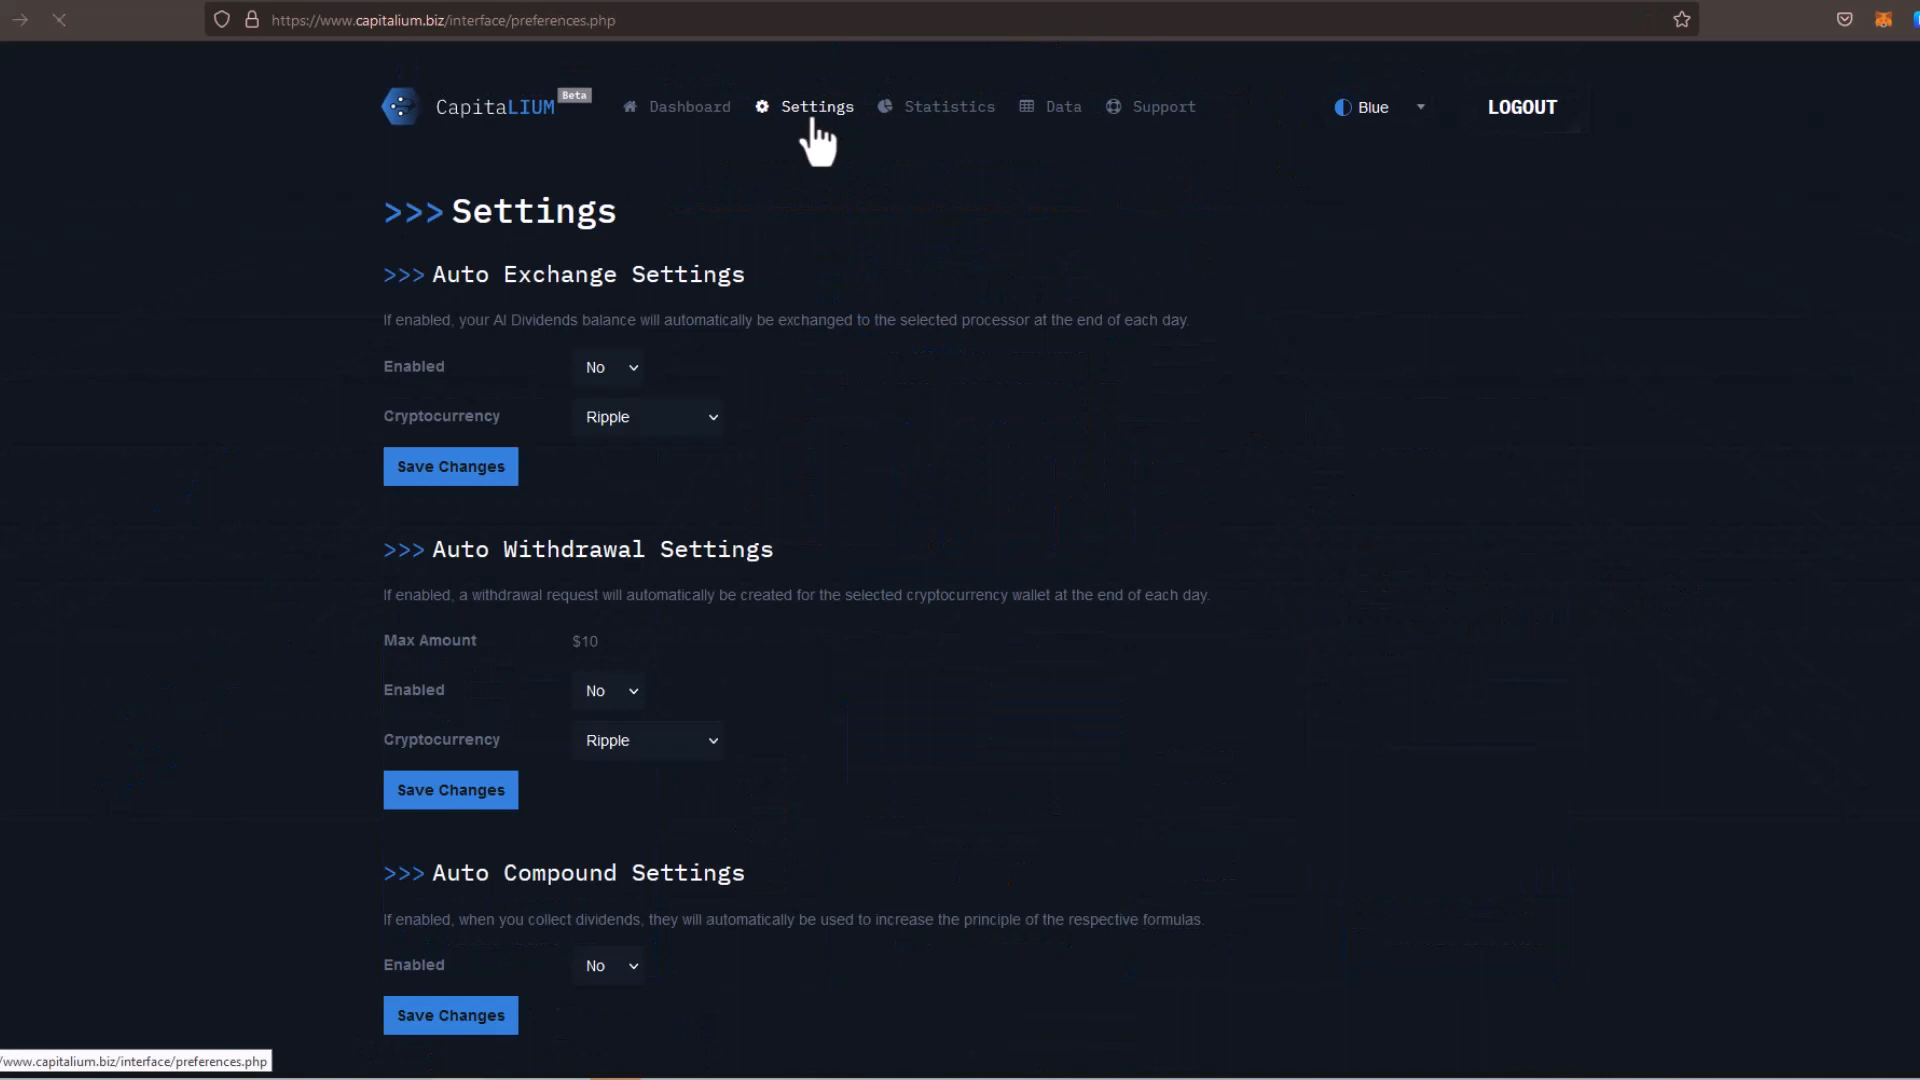 https://www.capitalium.biz/interface/preferences.php
CapitaLIUM Beta Dashboard Settings Statistics Data Support Blue LOGOUT
>>> Settings
>>> Auto Exchange Settings
If enabled, your AI Dividends balance will automatically be exchanged to the selected processor at the end of each day.
Enabled No
Cryptocurrency Ripple
Save Changes
>>> Auto Withdrawal Settings
If enabled, a withdrawal request will automatically be created for the selected cryptocurrency wallet at the end of each day.
Max Amount $10
Enabled No
Cryptocurrency Ripple
Save Changes
>>> Auto Compound Settings
If enabled, when you collect dividends, they will automatically be used to increase the principle of the respective formulas.
Enabled No
Save Changes
/www.capitalium.biz/interface/preferences.php